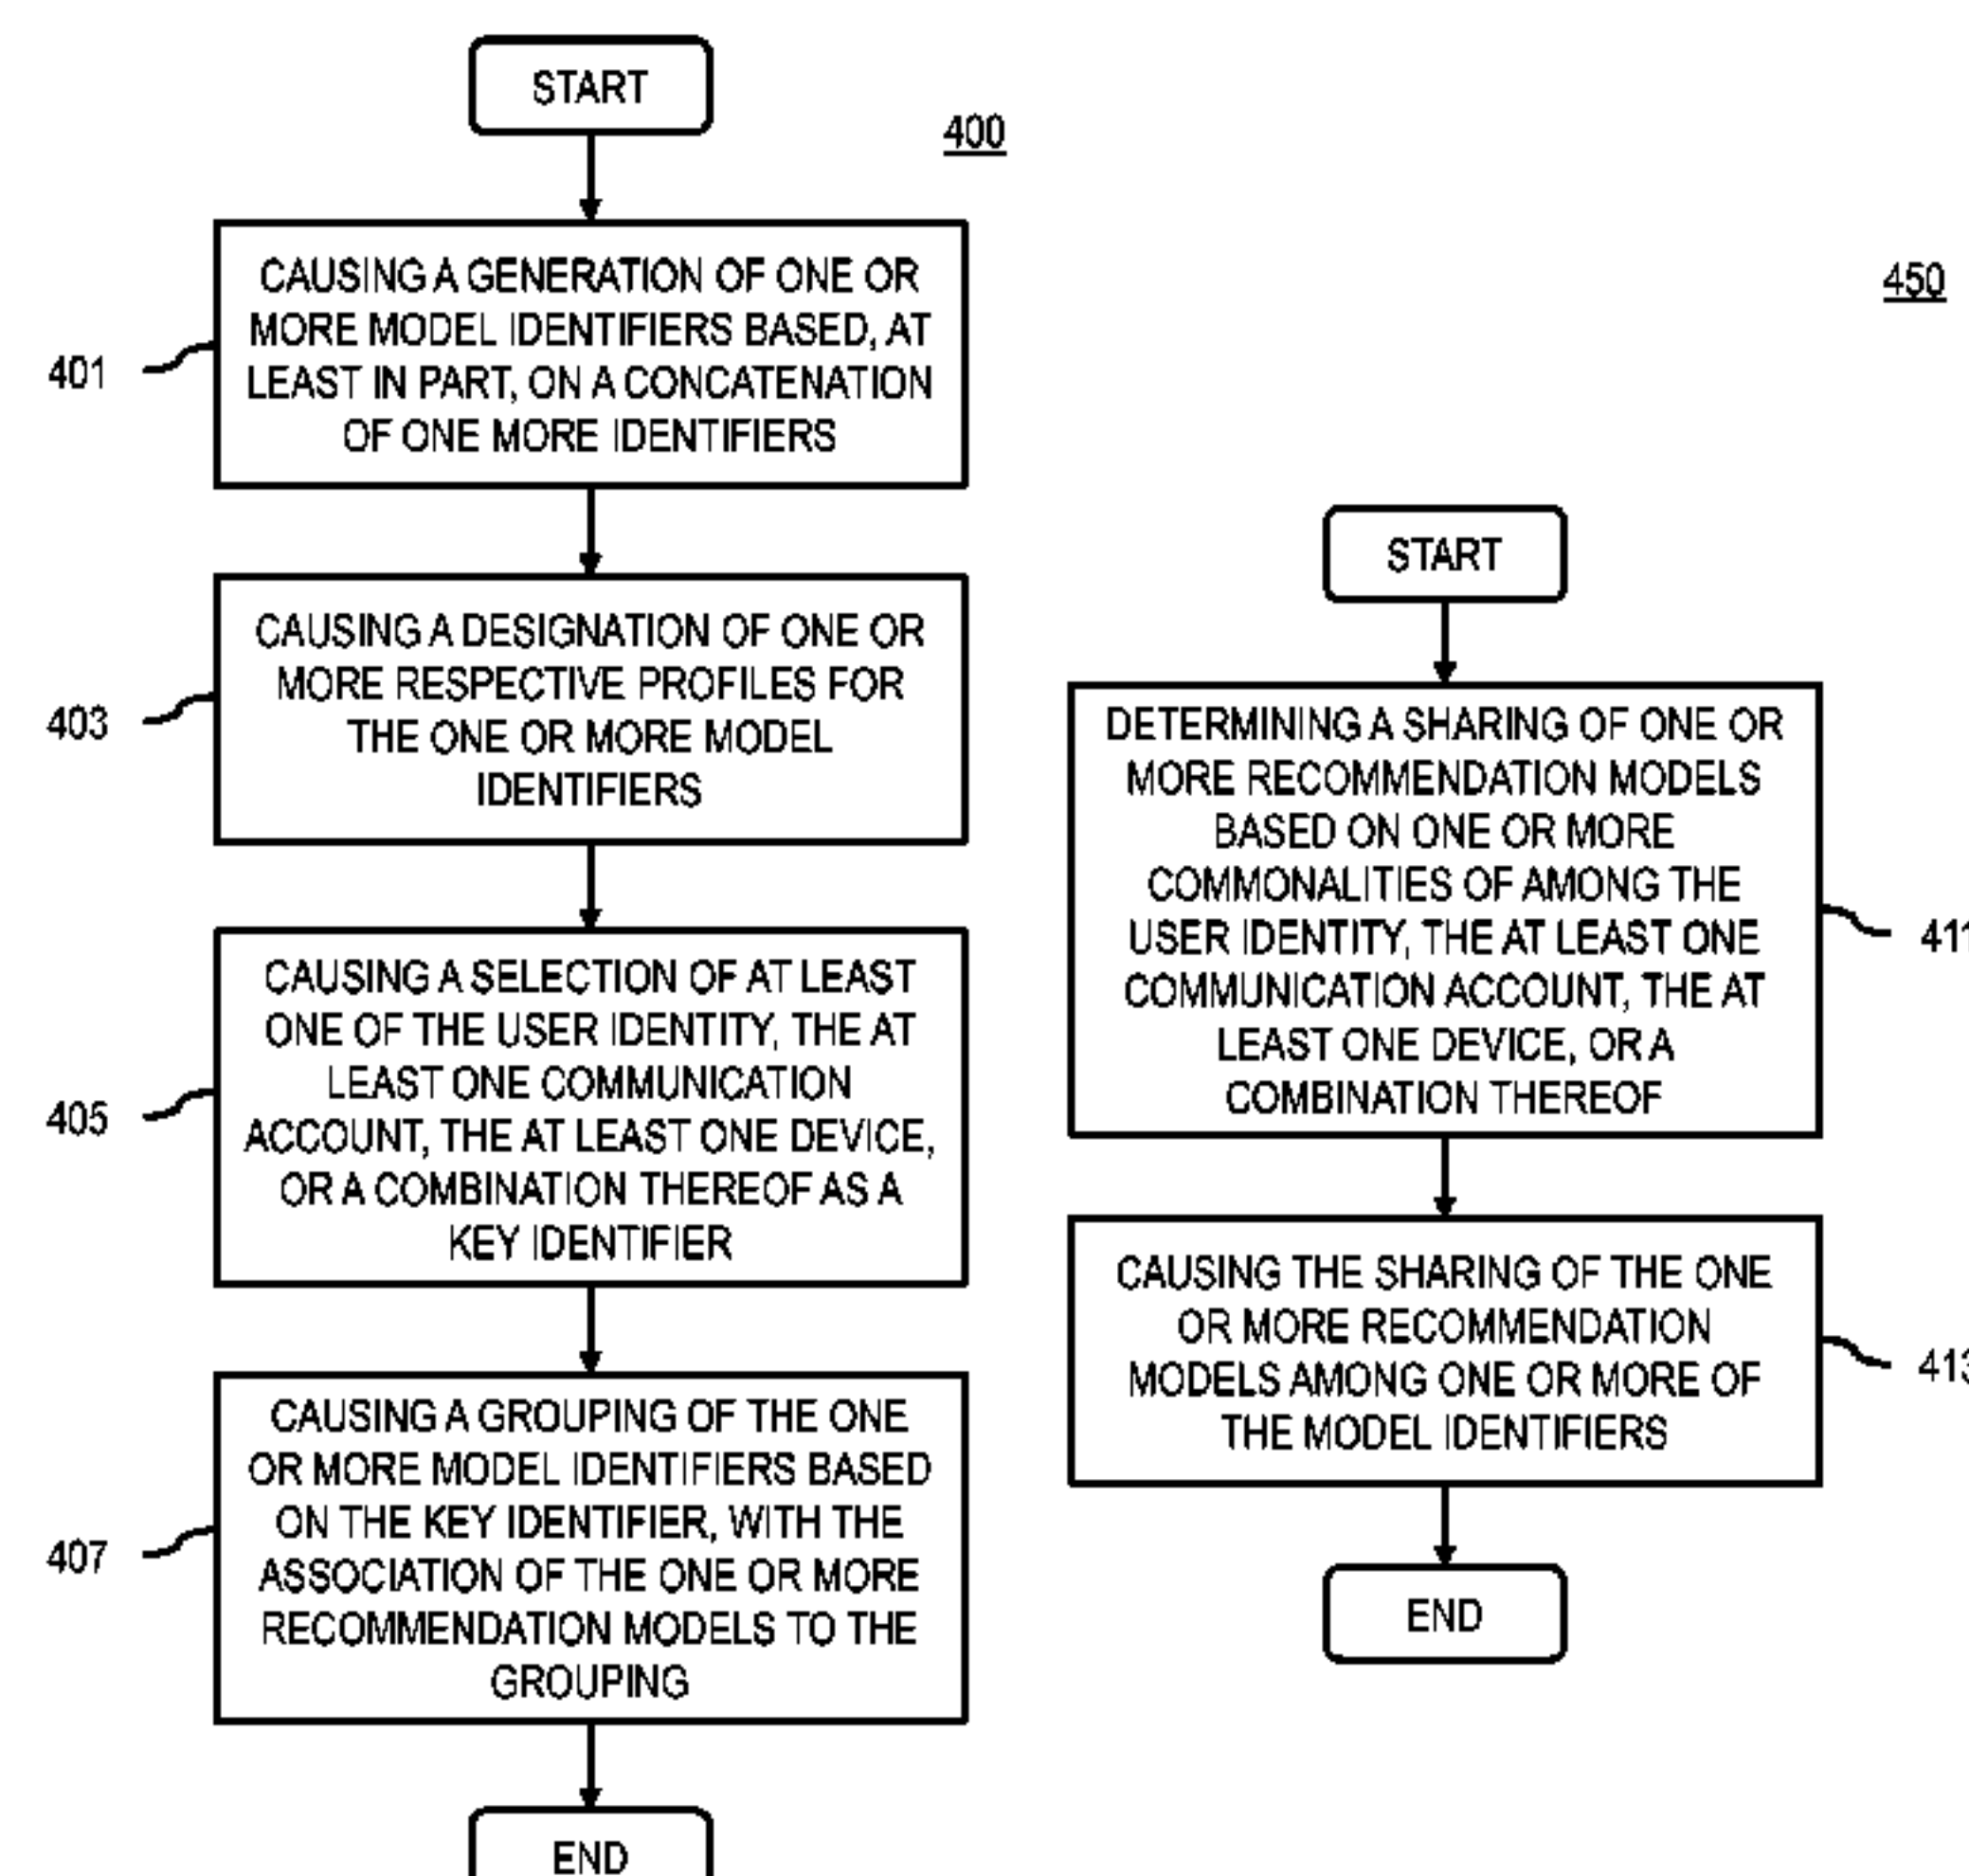 START
400
CAUSING A GENERATION OF ONE OR
MORE MODEL IDENTIFIERS BASED, AT
LEAST IN PART, ON A CONCATENATION
OF ONE MORE IDENTIFIERS
401
CAUSING A DESIGNATION OF ONE OR
MORE RESPECTIVE PROFILES FOR
THE ONE OR MORE MODEL
IDENTIFIERS
403
CAUSING A SELECTION OF AT LEAST
ONE OF THE USER IDENTITY, THE AT
LEAST ONE COMMUNICATION
ACCOUNT, THE AT LEAST ONE DEVICE,
OR A COMBINATION THEREOF AS A
KEY IDENTIFIER
405
CAUSING A GROUPING OF THE ONE
OR MORE MODEL IDENTIFIERS BASED
ON THE KEY IDENTIFIER, WITH THE
ASSOCIATION OF THE ONE OR MORE
RECOMMENDATION MODELS TO THE
GROUPING
407
END
450
START
DETERMINING A SHARING OF ONE OR
MORE RECOMMENDATION MODELS
BASED ON ONE OR MORE
COMMONALITIES OF AMONG THE
USER IDENTITY, THE AT LEAST ONE
COMMUNICATION ACCOUNT, THE AT
LEAST ONE DEVICE, OR A
COMBINATION THEREOF
411
CAUSING THE SHARING OF THE ONE
OR MORE RECOMMENDATION
MODELS AMONG ONE OR MORE OF
THE MODEL IDENTIFIERS
413
END